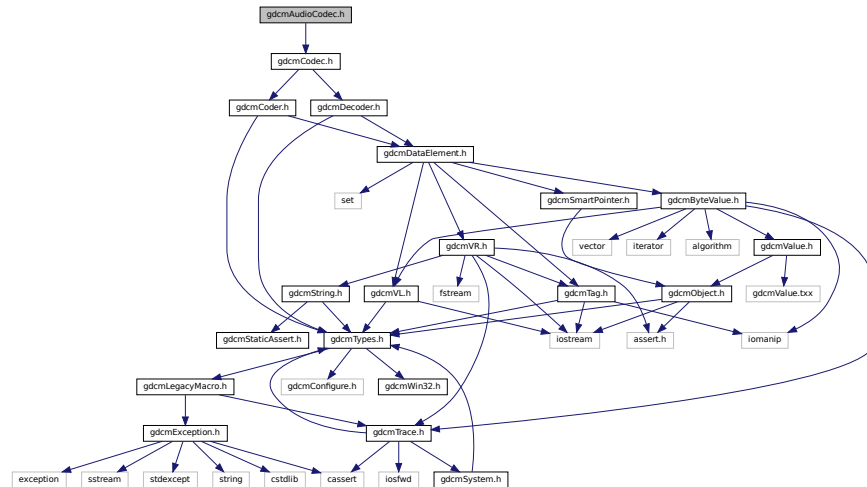 gdcmAudioCodec.h
gdcmCodec.h
gdcmCoder.h
gdcmDecoder.h
gdcmDataElement.h
set
gdcmSmartPointer.h
gdcmByteValue.h
gdcmVR.h
vector
iterator
algorithm
gdcmValue.h
gdcmString.h
gdcmVL.h
fstream
gdcmTag.h
gdcmObject.h
gdcmValue.txx
gdcmStaticAssert.h
gdcmTypes.h
iostream
assert.h
iomanip
gdcmLegacyMacro.h
gdcmConfigure.h
gdcmWin32.h
gdcmException.h
gdcmTrace.h
exception
sstream
stdexcept
string
cstdlib
cassert
iosfwd
gdcmSystem.h